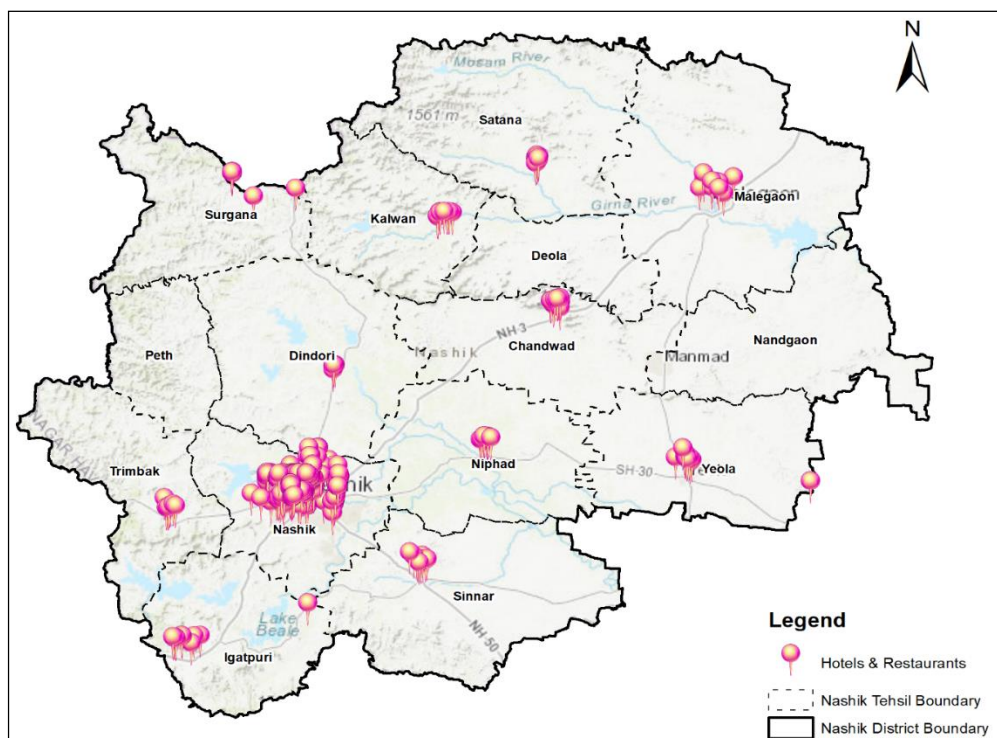 N
Mosam River
1561 m
Satana
Surgana
Kalwan
Girna River
Malegaon
Deola
Peth
Dindori
Nashik
NH 3
Chandwad
Manmad
Nandgaon
Trimbak
Niphad
SH 30
Yeola
Nashik
Sinnar
NH 50
Lake
Beale
Igatpuri
Legend
Hotels & Restaurants
Nashik Tehsil Boundary
Nashik District Boundary